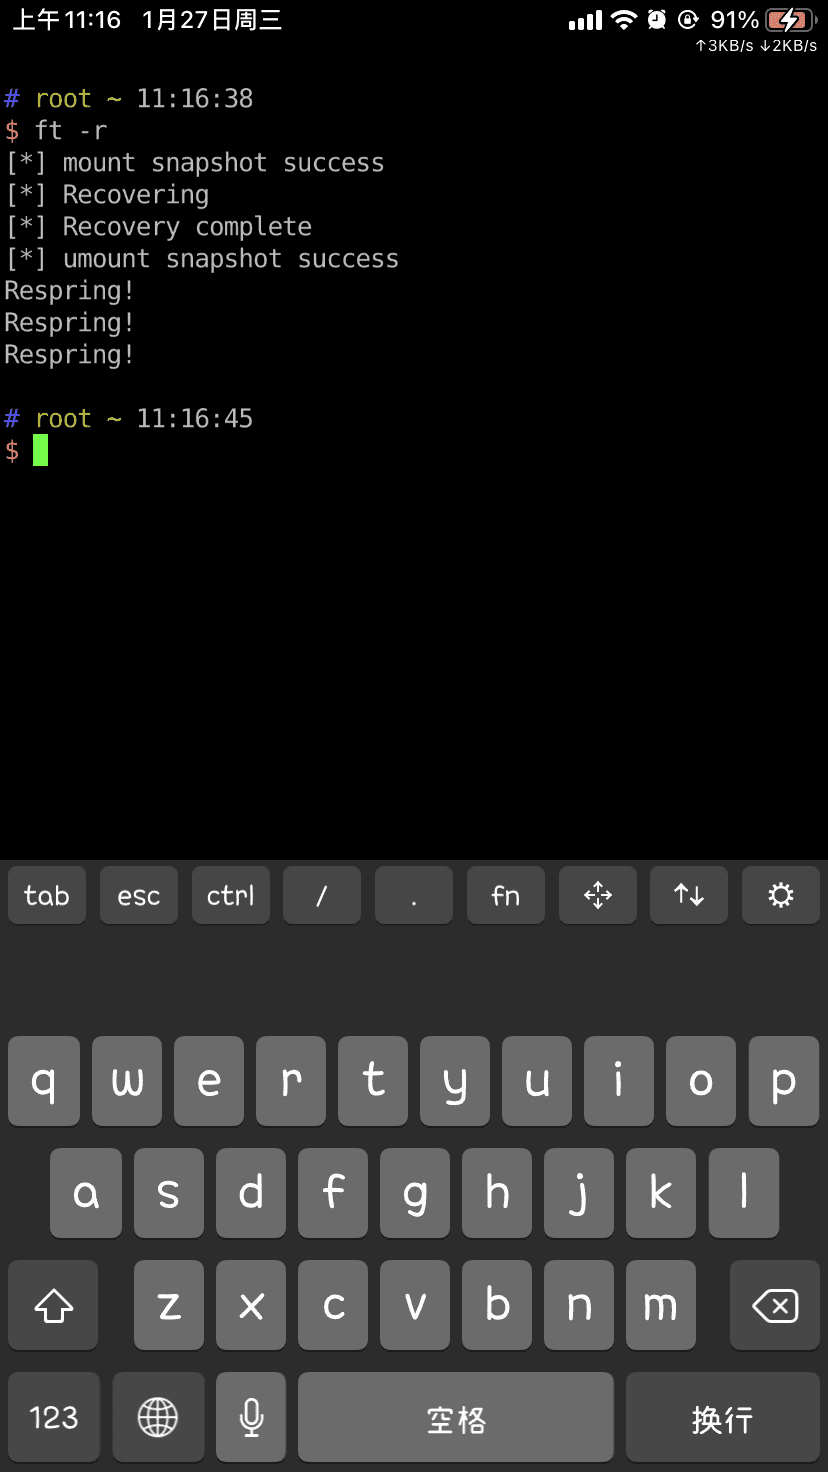 上午11:16 1月27日周三 91%
↑3KB/s ↓2KB/s
# root ~ 11:16:38
$ ft -r
[*] mount snapshot success
[*] Recovering
[*] Recovery complete
[*] umount snapshot success
Respring!
Respring!
Respring!
# root ~ 11:16:45
$
tab esc ctrl / . fn
q w e r t y u i o p
a s d f g h j k l
z x c v b n m
123 空格 换行